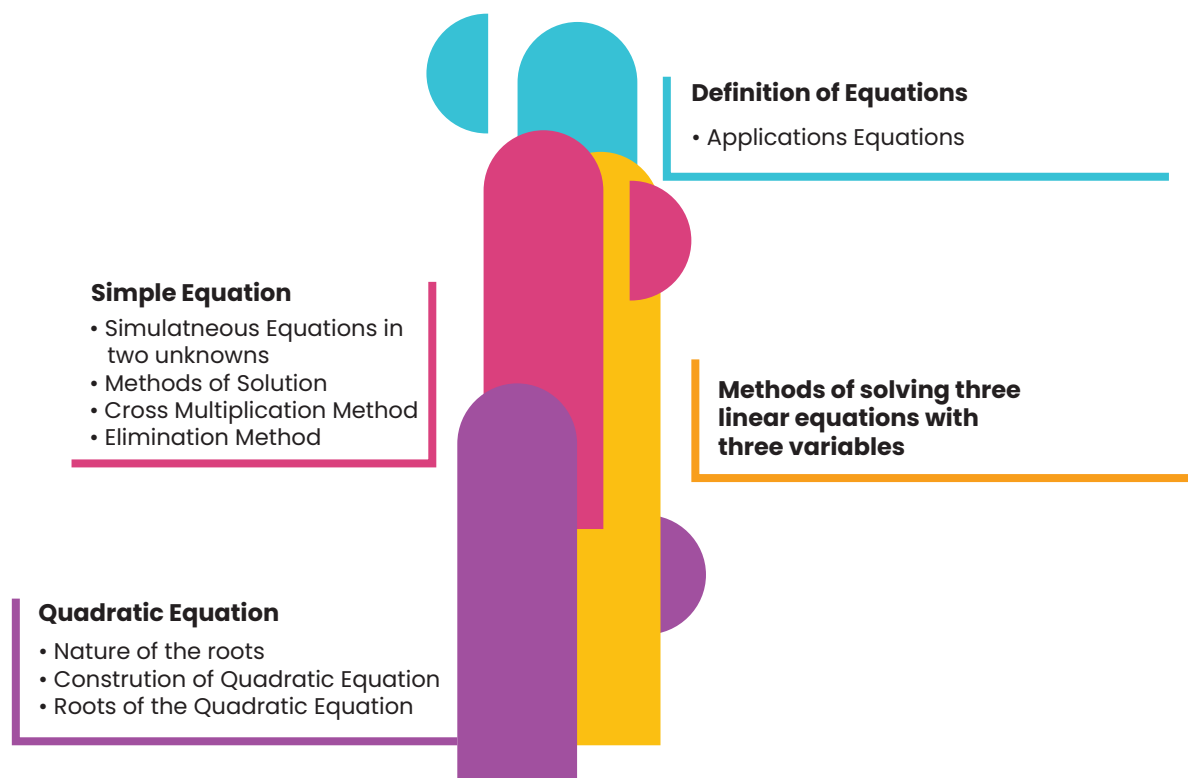 Definition of Equations
• Applications Equations
Simple Equation
• Simulatneous Equations in
two unknowns
• Methods of Solution
• Cross Multiplication Method
• Elimination Method
Methods of solving three
linear equations with
three variables
Quadratic Equation
• Nature of the roots
• Constrution of Quadratic Equation
• Roots of the Quadratic Equation